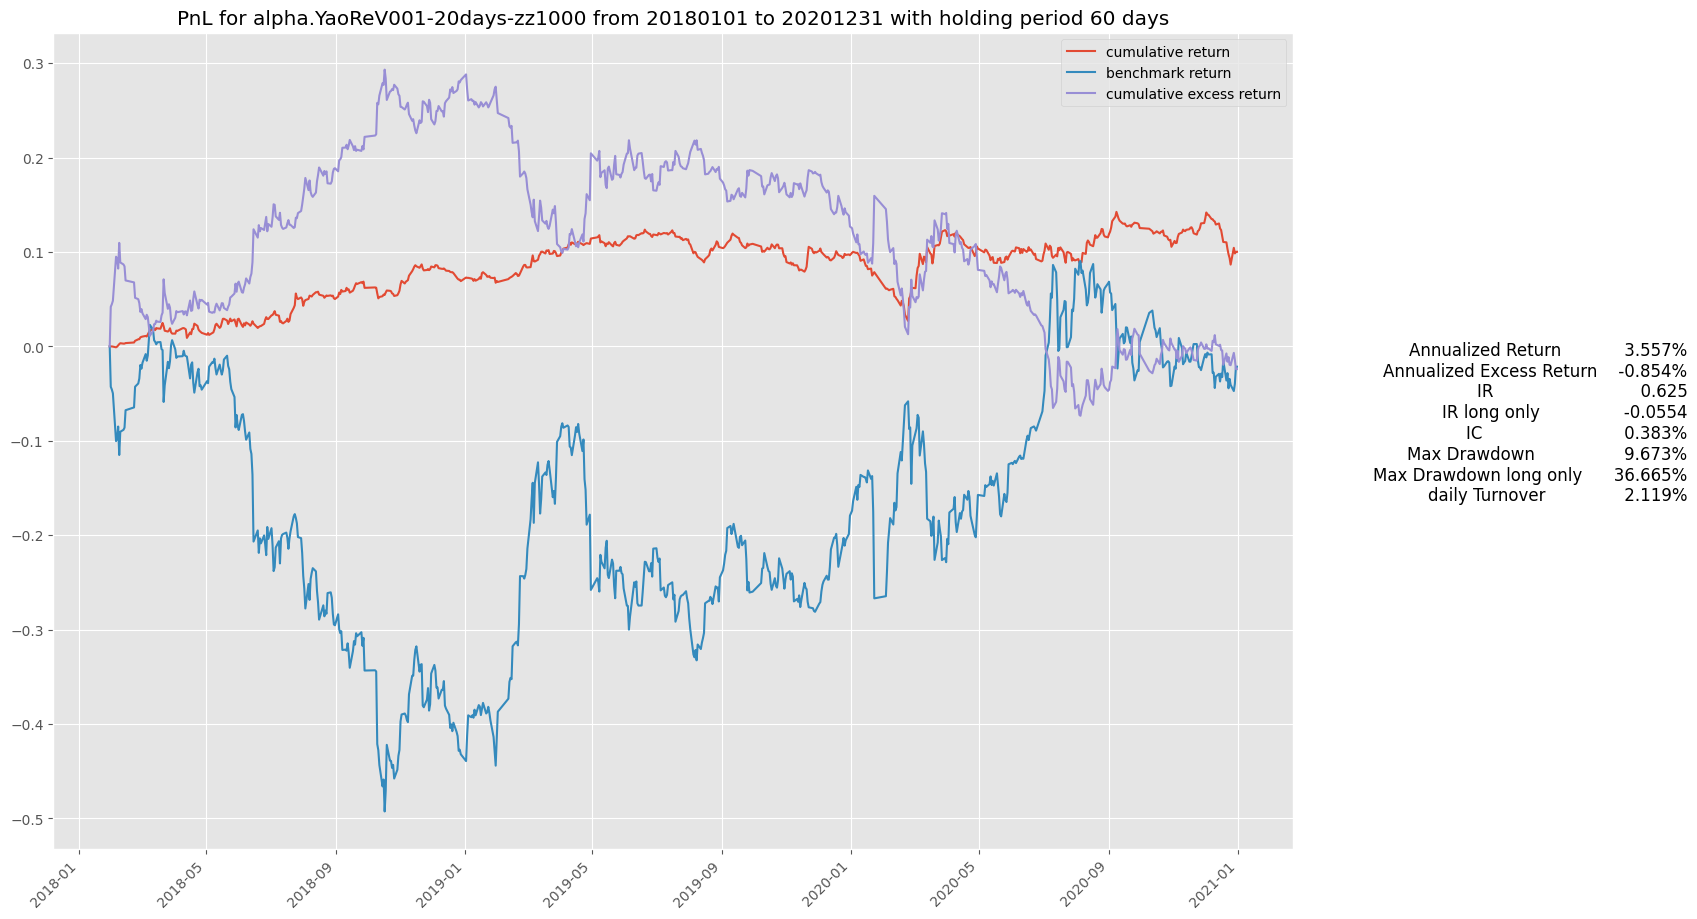 PnL for alpha.YaoReV001-20days-zz1000 from 20180101 to 20201231 with holding period 60 days
cumulative return
benchmark return
cumulative excess return
0.3
0.2
0.1
0.0
−0.1
−0.2
−0.3
−0.4
−0.5
2018-01
2018-05
2018-09
2019-01
2019-05
2019-09
2020-01
2020-05
2020-09
2021-01
Annualized Return 3.557%
Annualized Excess Return -0.854%
IR 0.625
IR long only -0.0554
IC 0.383%
Max Drawdown 9.673%
Max Drawdown long only 36.665%
daily Turnover 2.119%